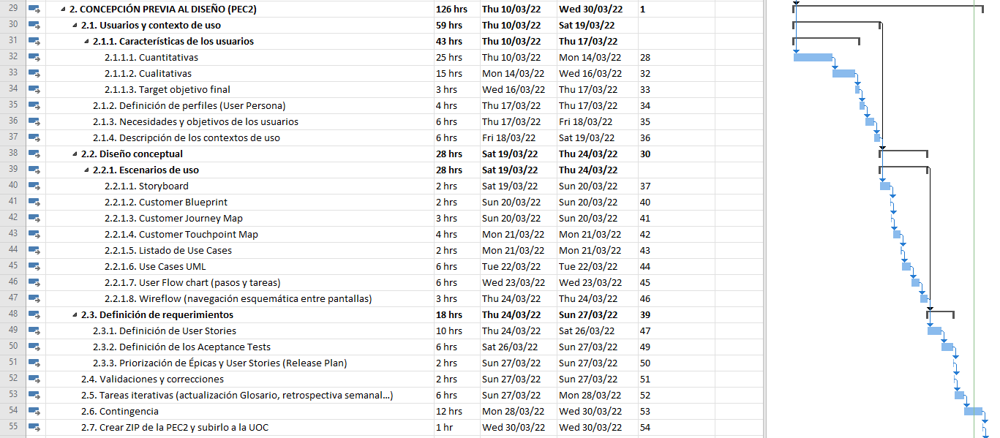 29 2. CONCEPCIÓN PREVIA AL DISEÑO (PEC2) 126 hrs Thu 10/03/22 Wed 30/03/22 1
30 2.1. Usuarios y contexto de uso 59 hrs Thu 10/03/22 Sat 19/03/22
31 2.1.1. Características de los usuarios 43 hrs Thu 10/03/22 Thu 17/03/22
32 2.1.1.1. Cuantitativas 25 hrs Thu 10/03/22 Mon 14/03/22 28
33 2.1.1.2. Cualitativas 15 hrs Mon 14/03/22 Wed 16/03/22 32
34 2.1.1.3. Target objetivo final 3 hrs Wed 16/03/22 Thu 17/03/22 33
35 2.1.2. Definición de perfiles (User Persona) 4 hrs Thu 17/03/22 Thu 17/03/22 34
36 2.1.3. Necesidades y objetivos de los usuarios 6 hrs Thu 17/03/22 Fri 18/03/22 35
37 2.1.4. Descripción de los contextos de uso 6 hrs Fri 18/03/22 Sat 19/03/22 36
38 2.2. Diseño conceptual 28 hrs Sat 19/03/22 Thu 24/03/22 30
39 2.2.1. Escenarios de uso 28 hrs Sat 19/03/22 Thu 24/03/22
40 2.2.1.1. Storyboard 2 hrs Sat 19/03/22 Sun 20/03/22 37
41 2.2.1.2. Customer Blueprint 2 hrs Sun 20/03/22 Sun 20/03/22 40
42 2.2.1.3. Customer Journey Map 3 hrs Sun 20/03/22 Sun 20/03/22 41
43 2.2.1.4. Customer Touchpoint Map 4 hrs Mon 21/03/22 Mon 21/03/22 42
44 2.2.1.5. Listado de Use Cases 2 hrs Mon 21/03/22 Mon 21/03/22 43
45 2.2.1.6. Use Cases UML 6 hrs Tue 22/03/22 Tue 22/03/22 44
46 2.2.1.7. User Flow chart (pasos y tareas) 6 hrs Wed 23/03/22 Wed 23/03/22 45
47 2.2.1.8. Wireflow (navegación esquemática entre pantallas) 3 hrs Thu 24/03/22 Thu 24/03/22 46
48 2.3. Definición de requerimientos 18 hrs Thu 24/03/22 Sun 27/03/22 39
49 2.3.1. Definición de User Stories 10 hrs Thu 24/03/22 Sat 26/03/22 47
50 2.3.2. Definición de los Aceptance Tests 6 hrs Sat 26/03/22 Sun 27/03/22 49
51 2.3.3. Priorización de Épicas y User Stories (Release Plan) 2 hrs Sun 27/03/22 Sun 27/03/22 50
52 2.4. Validaciones y correcciones 2 hrs Sun 27/03/22 Sun 27/03/22 51
53 2.5. Tareas iterativas (actualización Glosario, retrospectiva semanal...) 6 hrs Sun 27/03/22 Mon 28/03/22 52
54 2.6. Contingencia 12 hrs Mon 28/03/22 Wed 30/03/22 53
55 2.7. Crear ZIP de la PEC2 y subirlo a la UOC 1 hr Wed 30/03/22 Wed 30/03/22 54